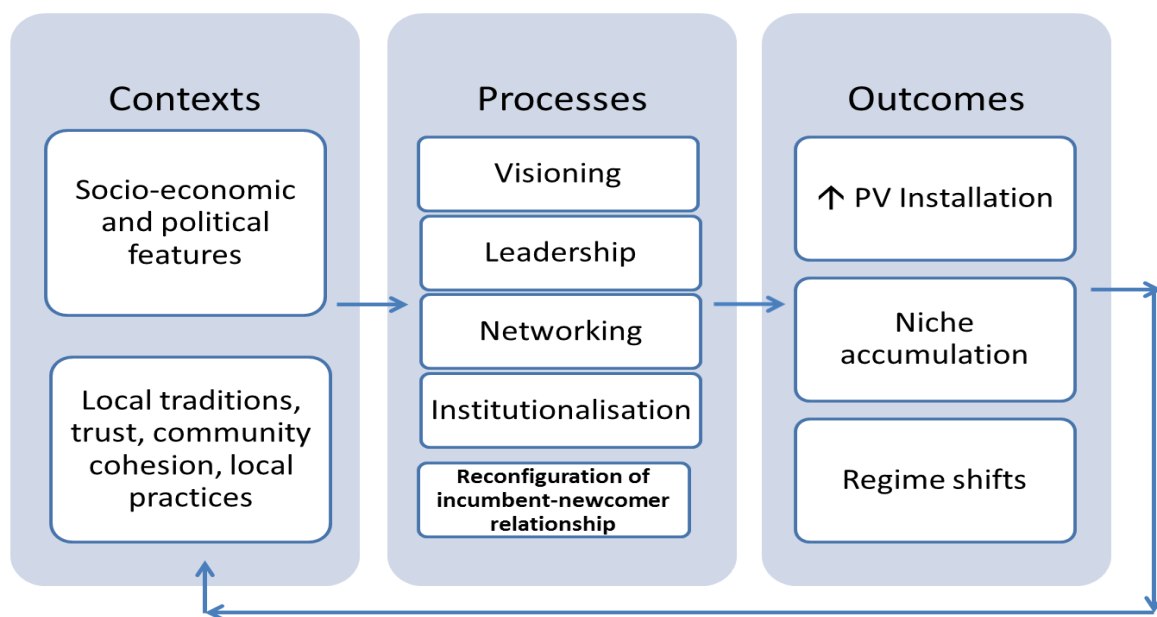 Contexts
Socio-economic
and political
features
Local traditions,
trust, community
cohesion, local
practices
Processes
Visioning
Leadership
Networking
Institutionalisation
Reconfiguration of
incumbent-newcomer
relationship
Outcomes
↑ PV Installation
Niche
accumulation
Regime shifts